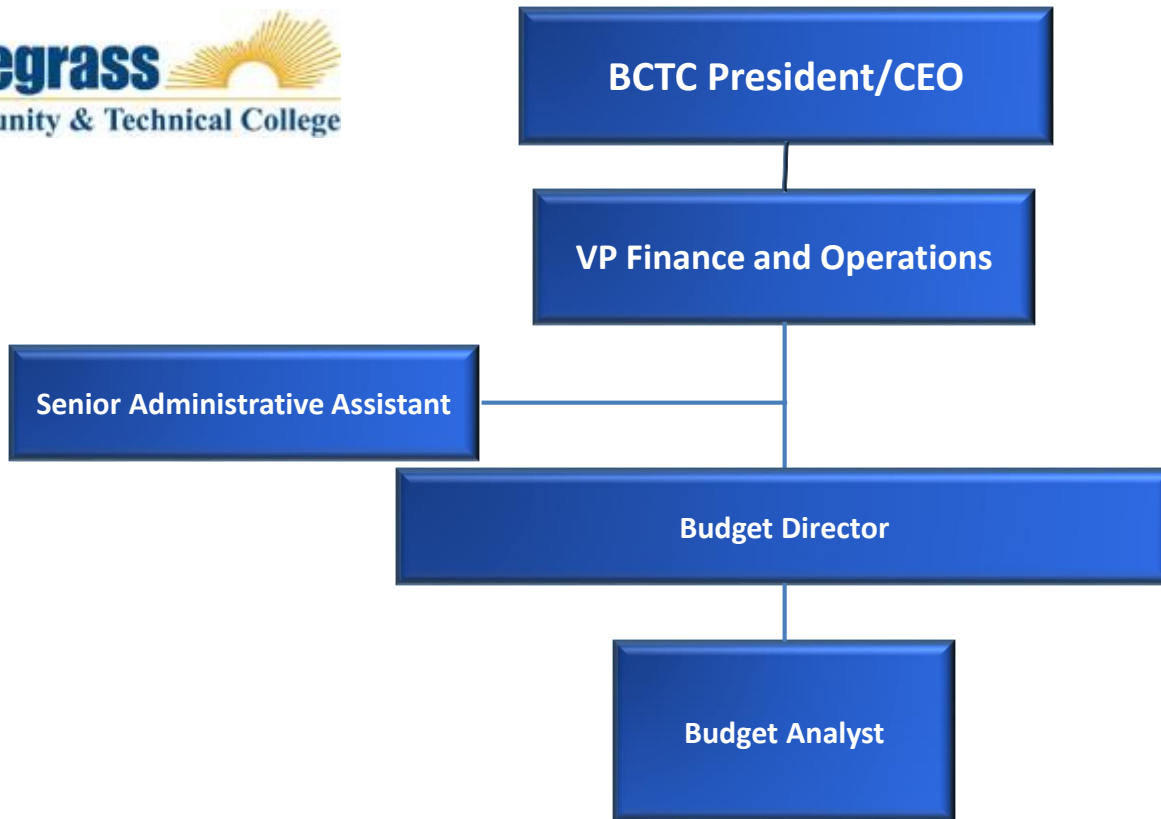 egrass
unity & Technical College
BCTC President/CEO
VP Finance and Operations
Senior Administrative Assistant
Budget Director
Budget Analyst